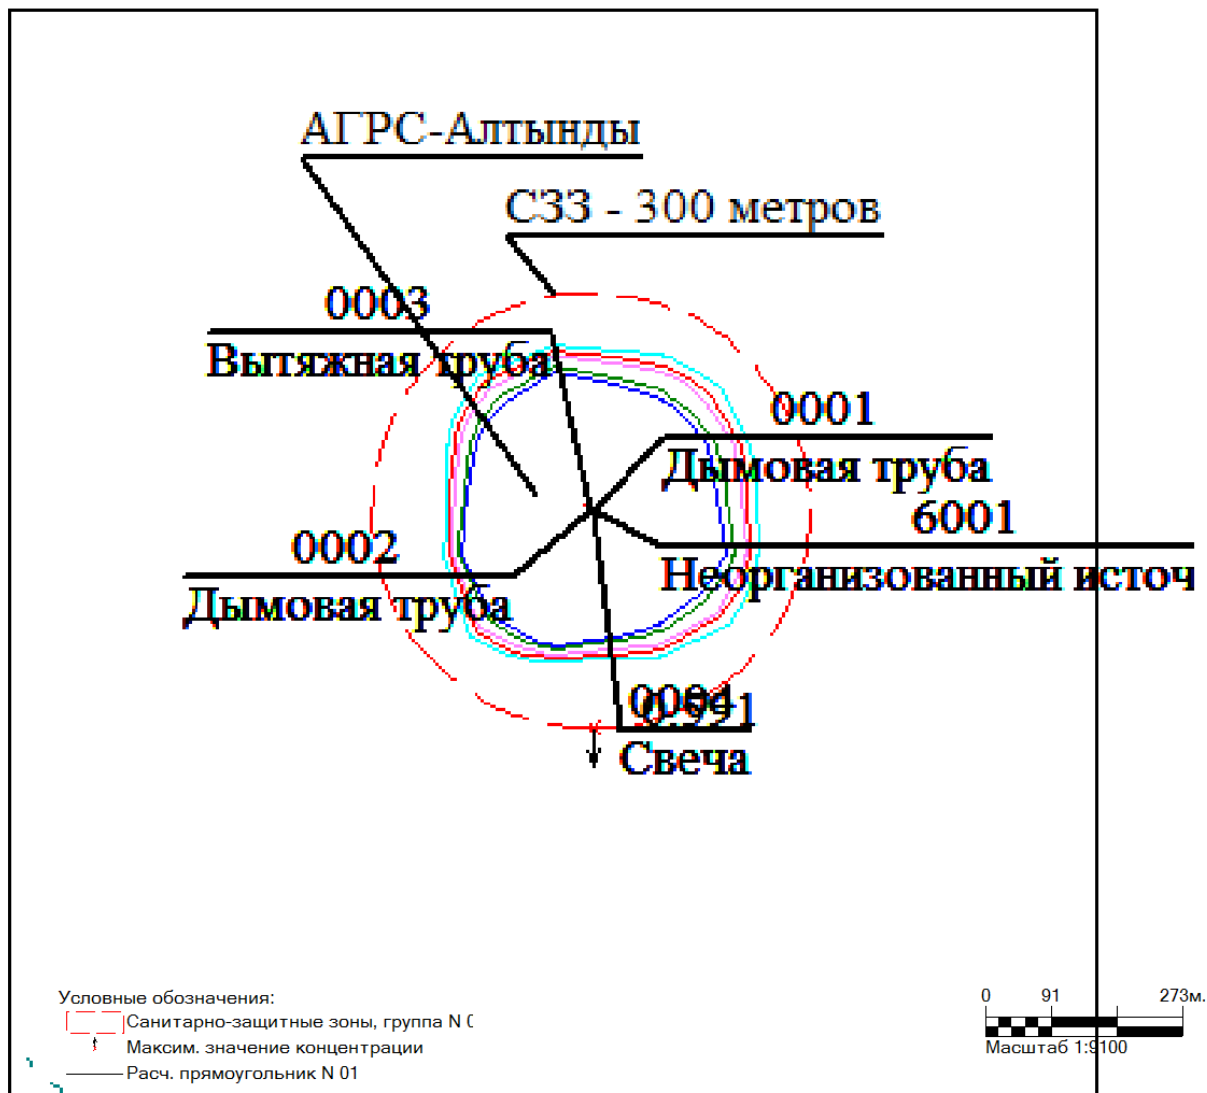 АГРС-Алтынды
СЗЗ - 300 метров
0003
Вытяжная труба
0001
Дымовая труба
6001
Неорганизованный источ
0002
Дымовая труба
Свеча
Условные обозначения:
Санитарно-защитные зоны, группа N
Максим. значение концентрации
Расч. прямоугольник N 01
0 91 273м.
Масштаб 1:9100